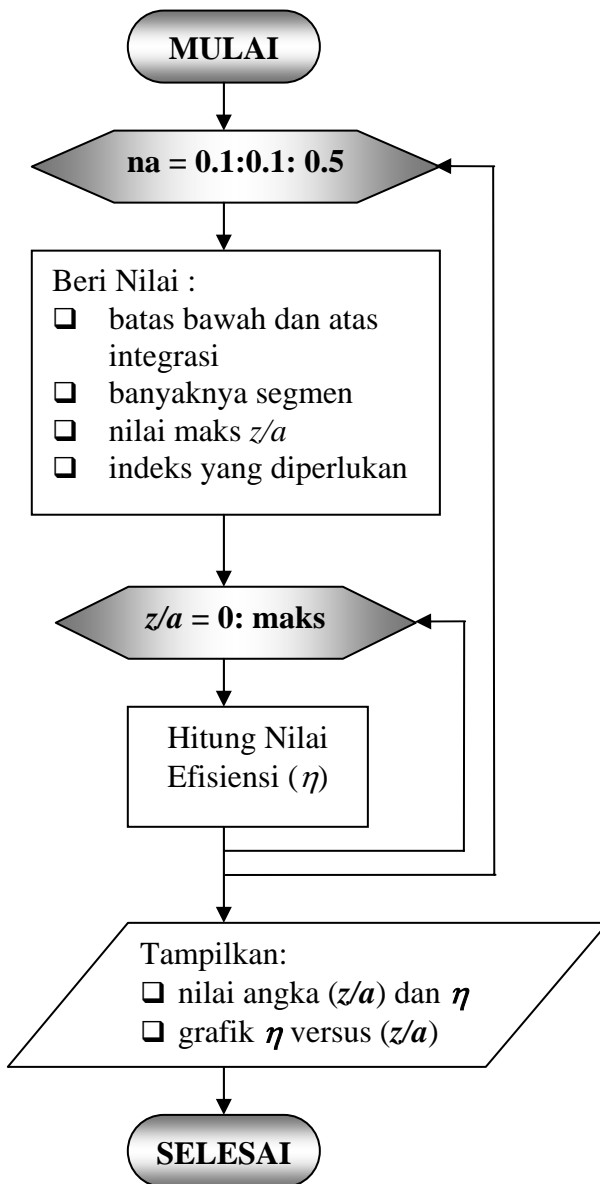 MULAI
na = 0.1:0.1: 0.5
Beri Nilai :
❑ batas bawah dan atas
integrasi
❑ banyaknya segmen
❑ nilai maks z/a
❑ indeks yang diperlukan
z/a = 0: maks
Hitung Nilai
Efisiensi (η)
Tampilkan:
❑ nilai angka (z/a) dan η
❑ grafik η versus (z/a)
SELESAI